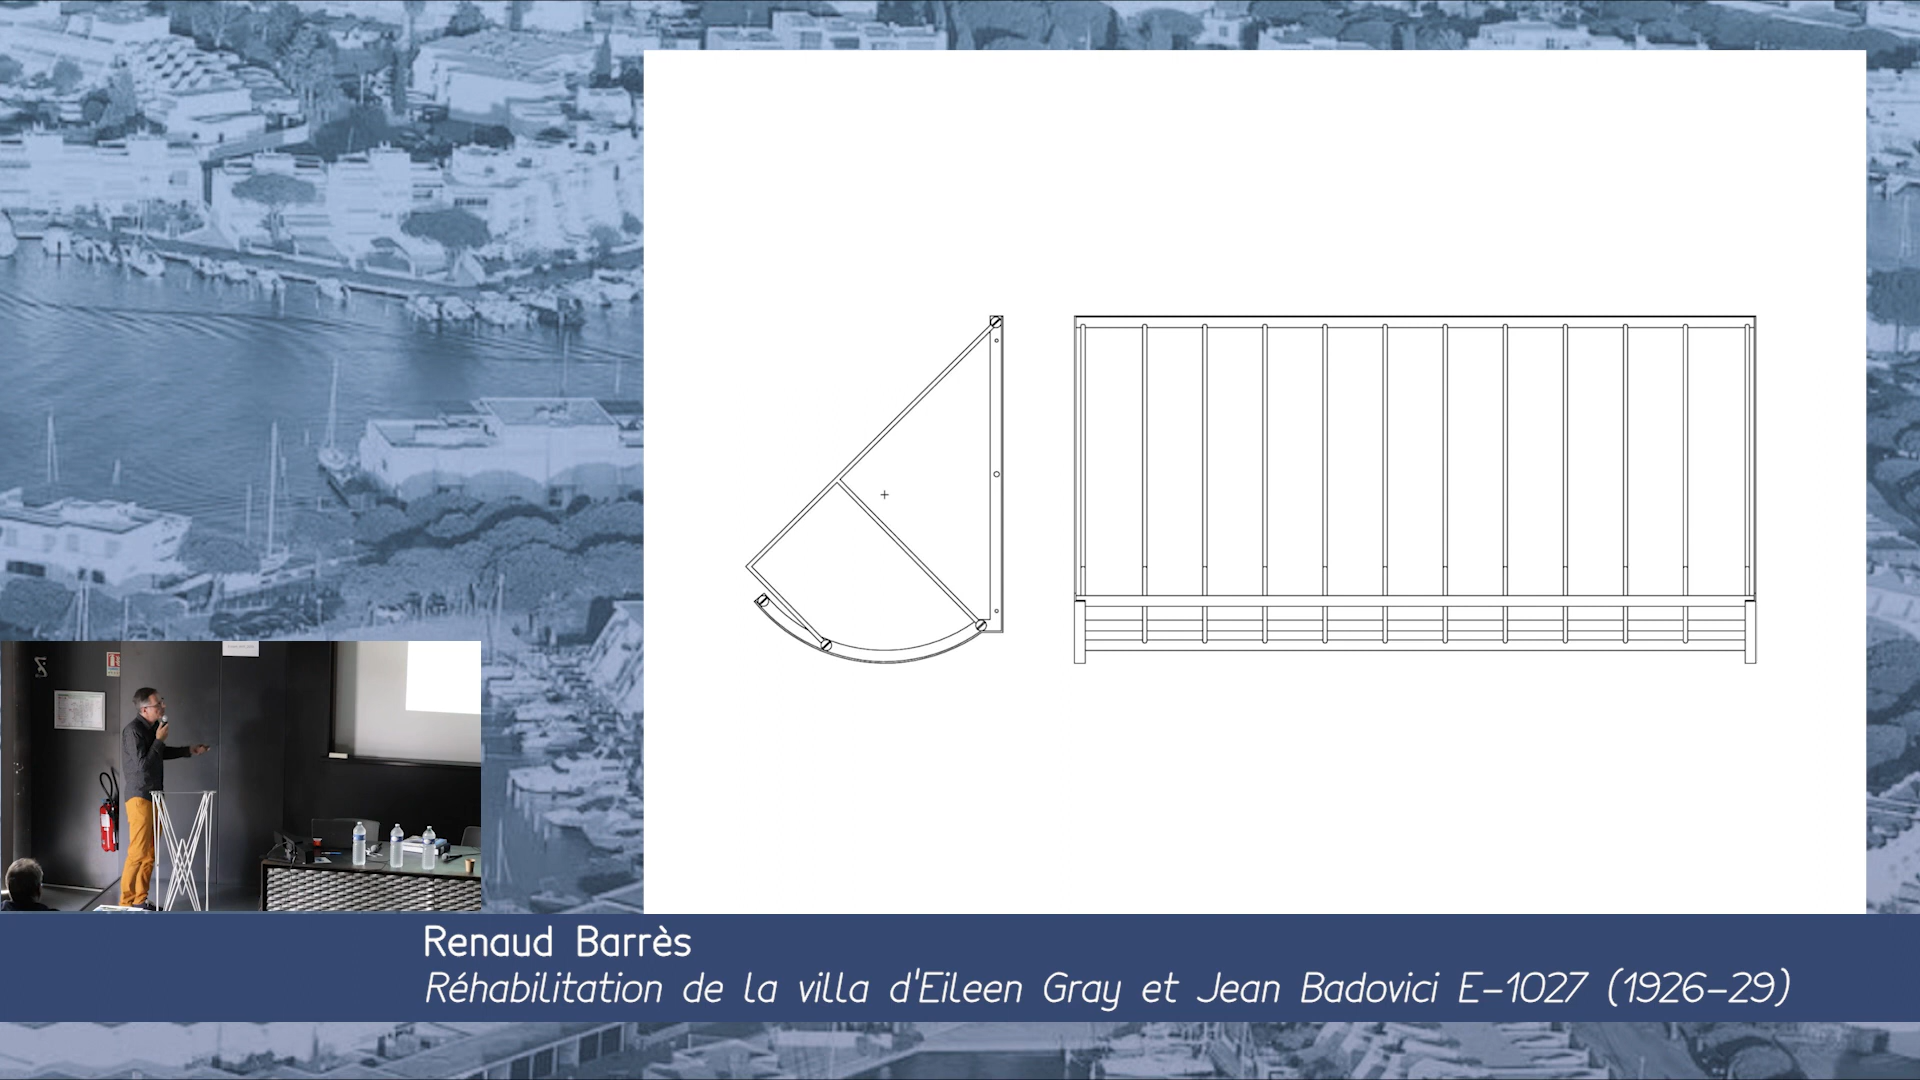 Renaud Barrès
Réhabilitation de la villa d'Eileen Gray et Jean Badovici E-1027 (1926-29)